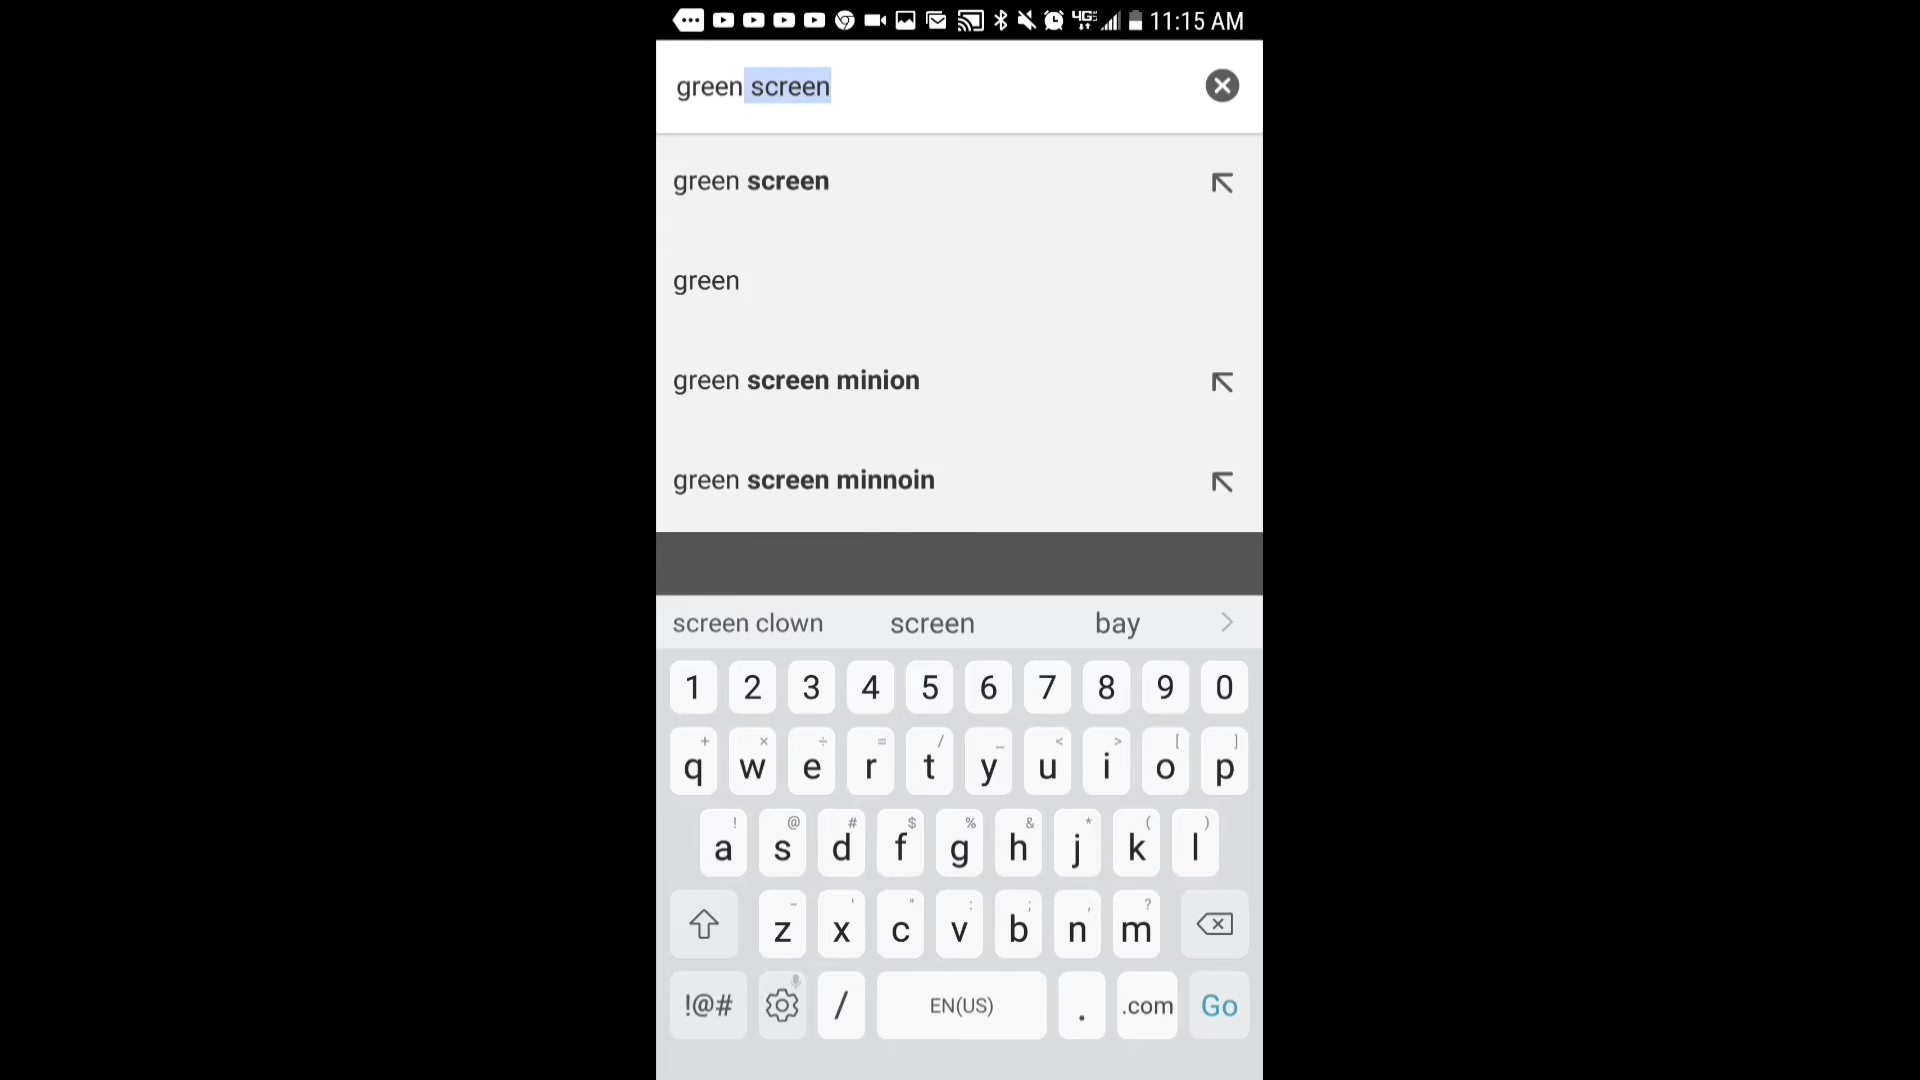 4G 11:15 AM
green screen
green screen
green
green screen minion
green screen minnoin
screen clown screen bay
1 2 3 4 5 6 7 8 9 0
+ × ÷ = / _ < > [ ]
q w e r t y u i o p
! @ # $ % & * ( )
a s d f g h j k l
- ' " : ; , ?
z x c v b n m
!@# / EN(US) . .com Go